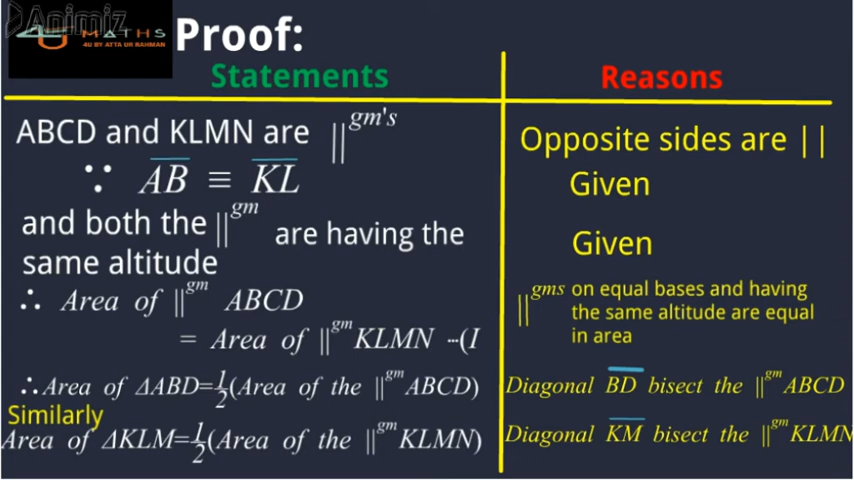 Animiz
4U MATHS
4U BY ATTA UR RAHMAN
Proof:
Statements
Reasons
ABCD and KLMN are ||gm's
Opposite sides are ||
∵ AB ≡ KL
Given
and both the ||gm are having the
same altitude
Given
∴ Area of ||gm ABCD
= Area of ||gm KLMN ···(I
||gms on equal bases and having
the same altitude are equal
in area
∴Area of ΔABD=1/2(Area of the ||gm ABCD)
Diagonal BD bisect the ||gm ABCD
Similarly
Area of ΔKLM=1/2(Area of the ||gm KLMN)
Diagonal KM bisect the ||gm KLMN